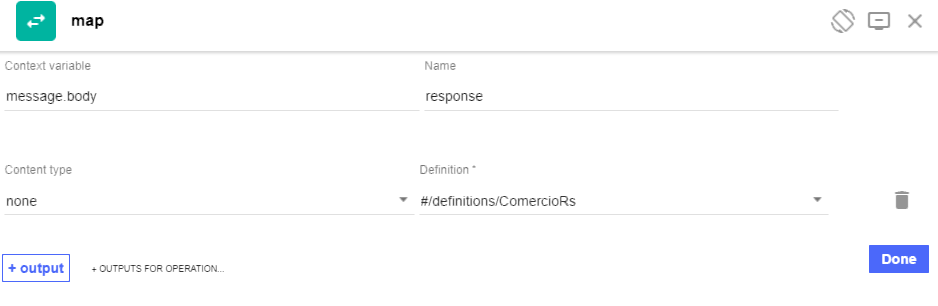 map
Context variable
Name
message.body
response
Content type
Definition *
none
#/definitions/ComercioRs
+ output
+ OUTPUTS FOR OPERATION...
Done